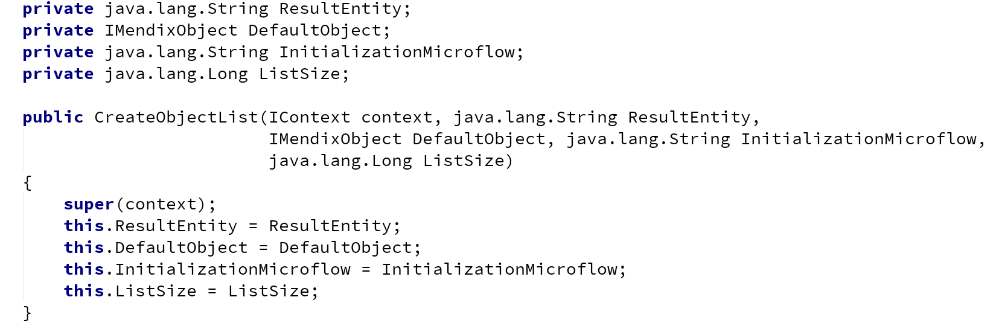 private java.lang.String ResultEntity;
private IMendixObject DefaultObject;
private java.lang.String InitializationMicroflow;
private java.lang.Long ListSize;

public CreateObjectList(IContext context, java.lang.String ResultEntity,
                        IMendixObject DefaultObject, java.lang.String InitializationMicroflow,
                        java.lang.Long ListSize)
{
    super(context);
    this.ResultEntity = ResultEntity;
    this.DefaultObject = DefaultObject;
    this.InitializationMicroflow = InitializationMicroflow;
    this.ListSize = ListSize;
}